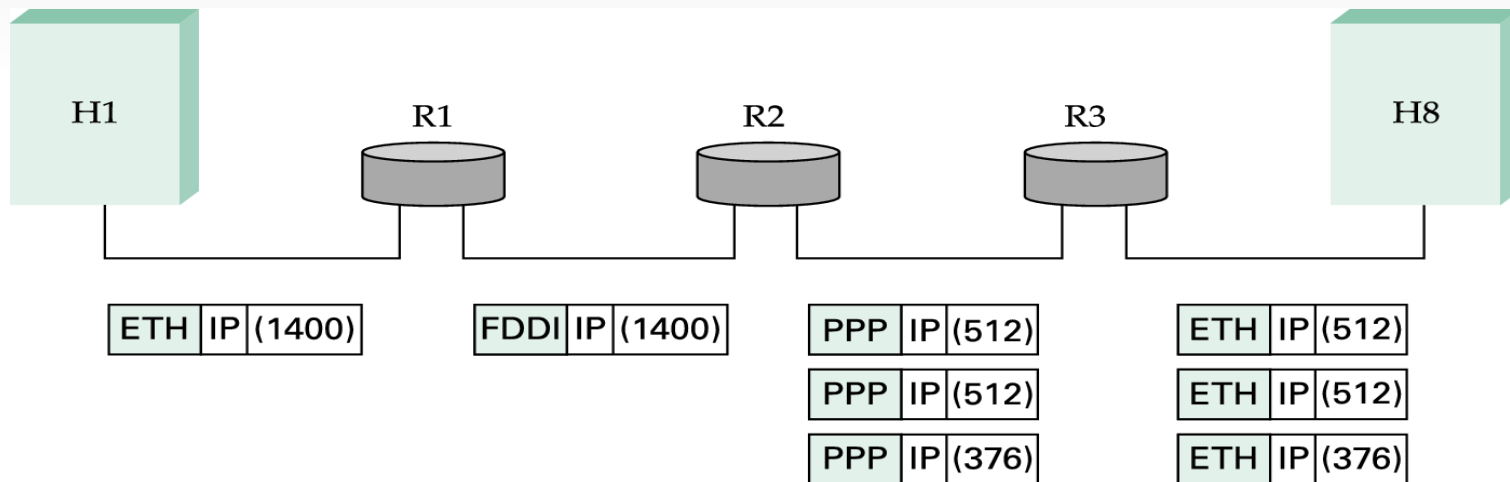 H1
R1
R2
R3
H8
ETH IP (1400)
FDDI IP (1400)
PPP IP (512)
ETH IP (512)
PPP IP (512)
ETH IP (512)
PPP IP (376)
ETH IP (376)